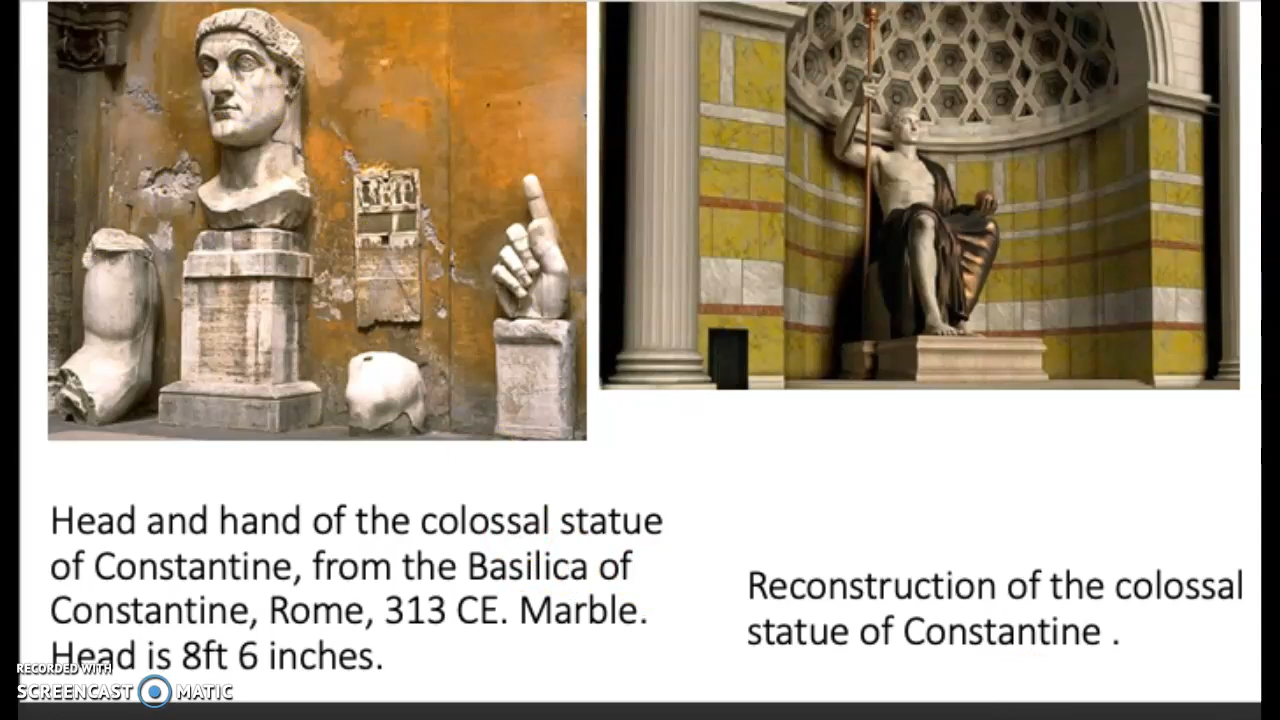 Head and hand of the colossal statue
of Constantine, from the Basilica of
Constantine, Rome, 313 CE. Marble.
Head is 8ft 6 inches.
Reconstruction of the colossal
statue of Constantine .
RECORDED WITH
SCREENCAST MATIC